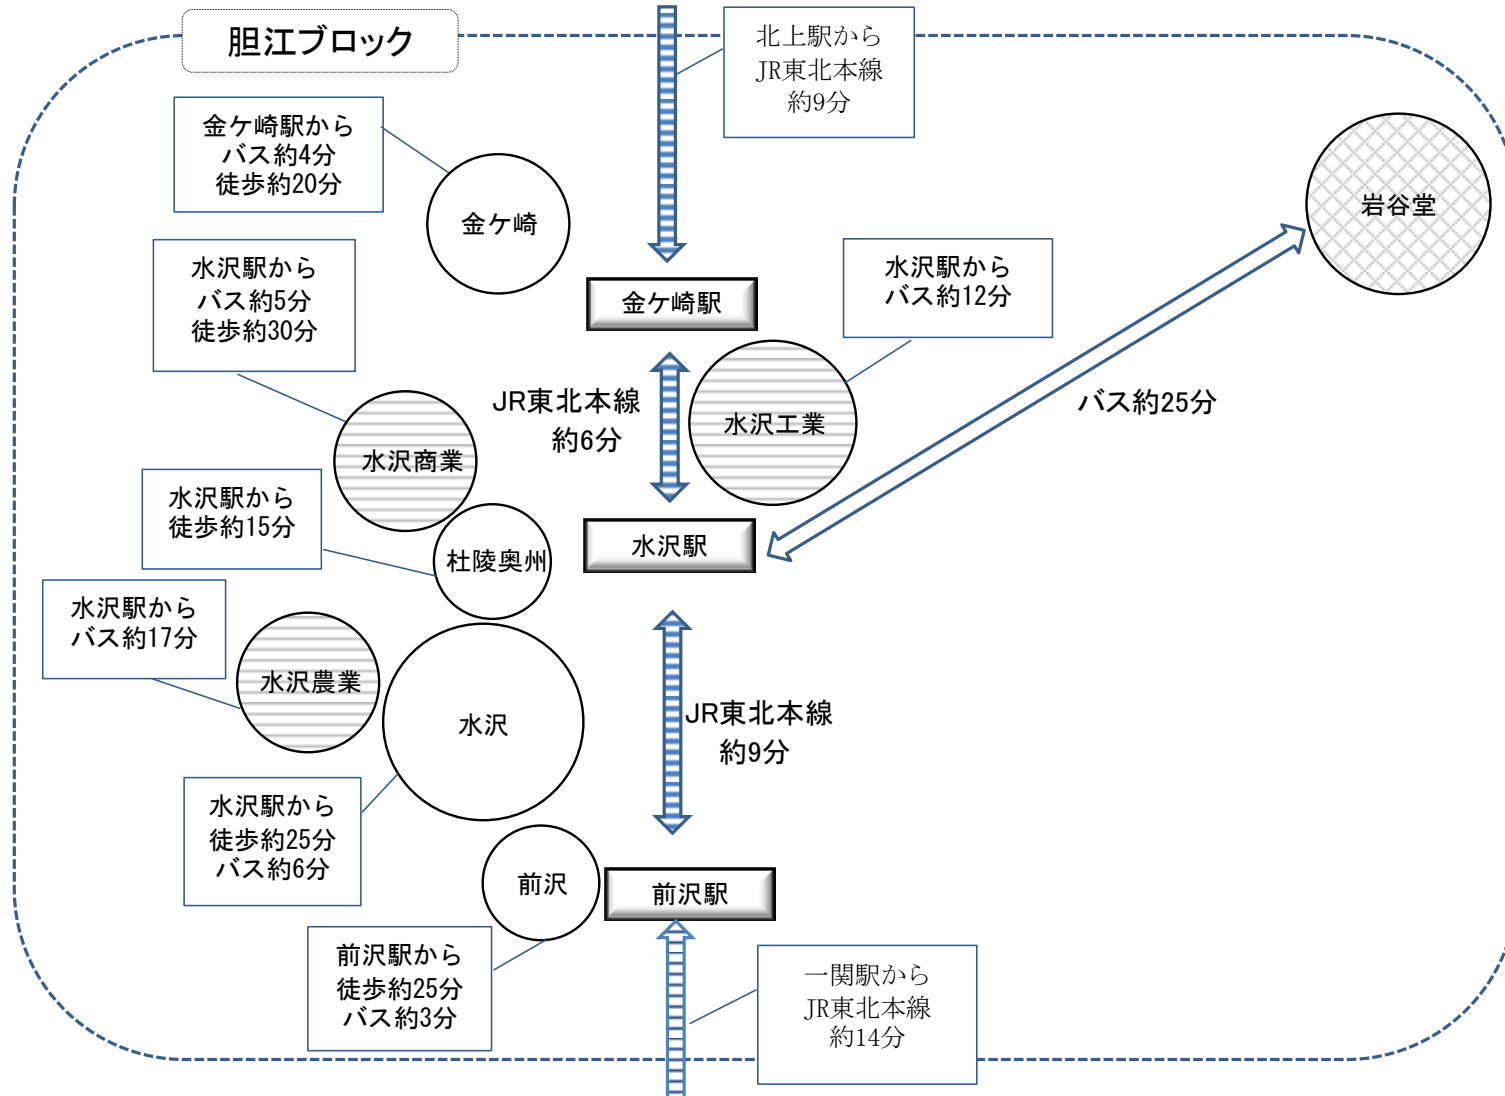 胆江ブロック
北上駅から
JR東北本線
約9分
金ケ崎駅から
バス約4分
徒歩約20分
金ケ崎
岩谷堂
水沢駅から
バス約5分
徒歩約30分
金ケ崎駅
水沢駅から
バス約12分
JR東北本線
約6分
水沢工業
バス約25分
水沢商業
水沢駅から
徒歩約15分
杜陵奥州
水沢駅
水沢駅から
バス約17分
水沢農業
水沢
JR東北本線
約9分
水沢駅から
徒歩約25分
バス約6分
前沢
前沢駅
前沢駅から
徒歩約25分
バス約3分
一関駅から
JR東北本線
約14分